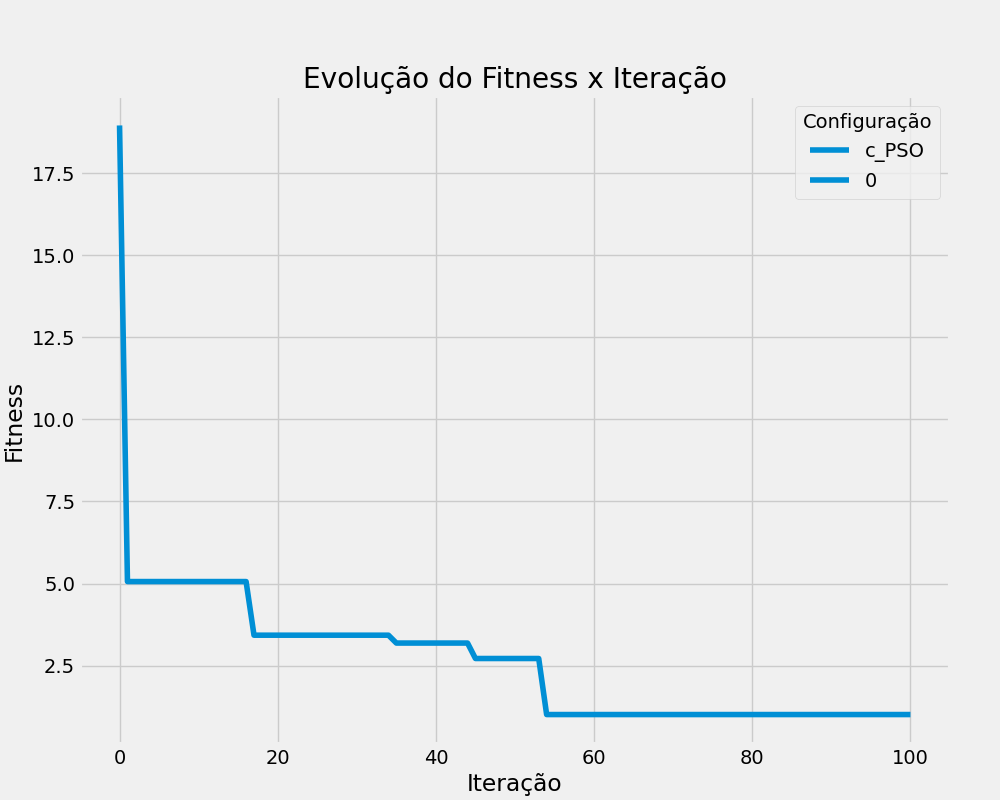 Evolução do Fitness x Iteração
Configuração
c_PSO
0
Fitness
17.5
15.0
12.5
10.0
7.5
5.0
2.5
0 20 40 60 80 100
Iteração